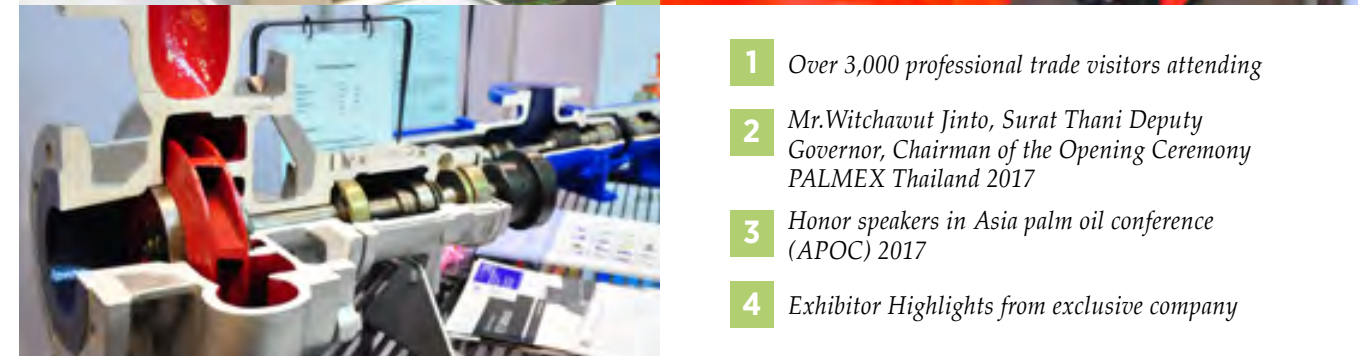 1 Over 3,000 professional trade visitors attending
2 Mr.Witchawut Jinto, Surat Thani Deputy
Governor, Chairman of the Opening Ceremony
PALMEX Thailand 2017
3 Honor speakers in Asia palm oil conference
(APOC) 2017
4 Exhibitor Highlights from exclusive company